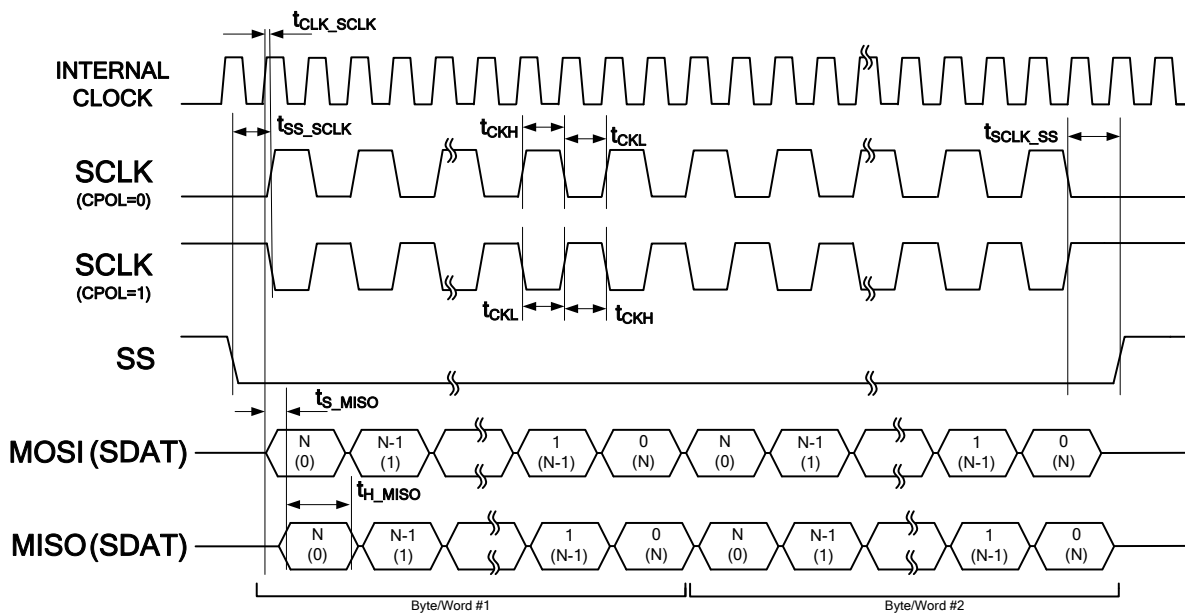 tCLK_SCLK
INTERNAL
CLOCK
tSS_SCLK
tCKH
tCKL
tSCLK_SS
SCLK
(CPOL=0)
SCLK
(CPOL=1)
tCKL
tCKH
SS
tS_MISO
MOSI (SDAT)
N N-1 1 0 N N-1 1 0
(0) (1) (N-1) (N) (0) (1) (N-1) (N)
tH_MISO
MISO (SDAT)
N N-1 1 0 N N-1 1 0
(0) (1) (N-1) (N) (0) (1) (N-1) (N)
Byte/Word #1 Byte/Word #2